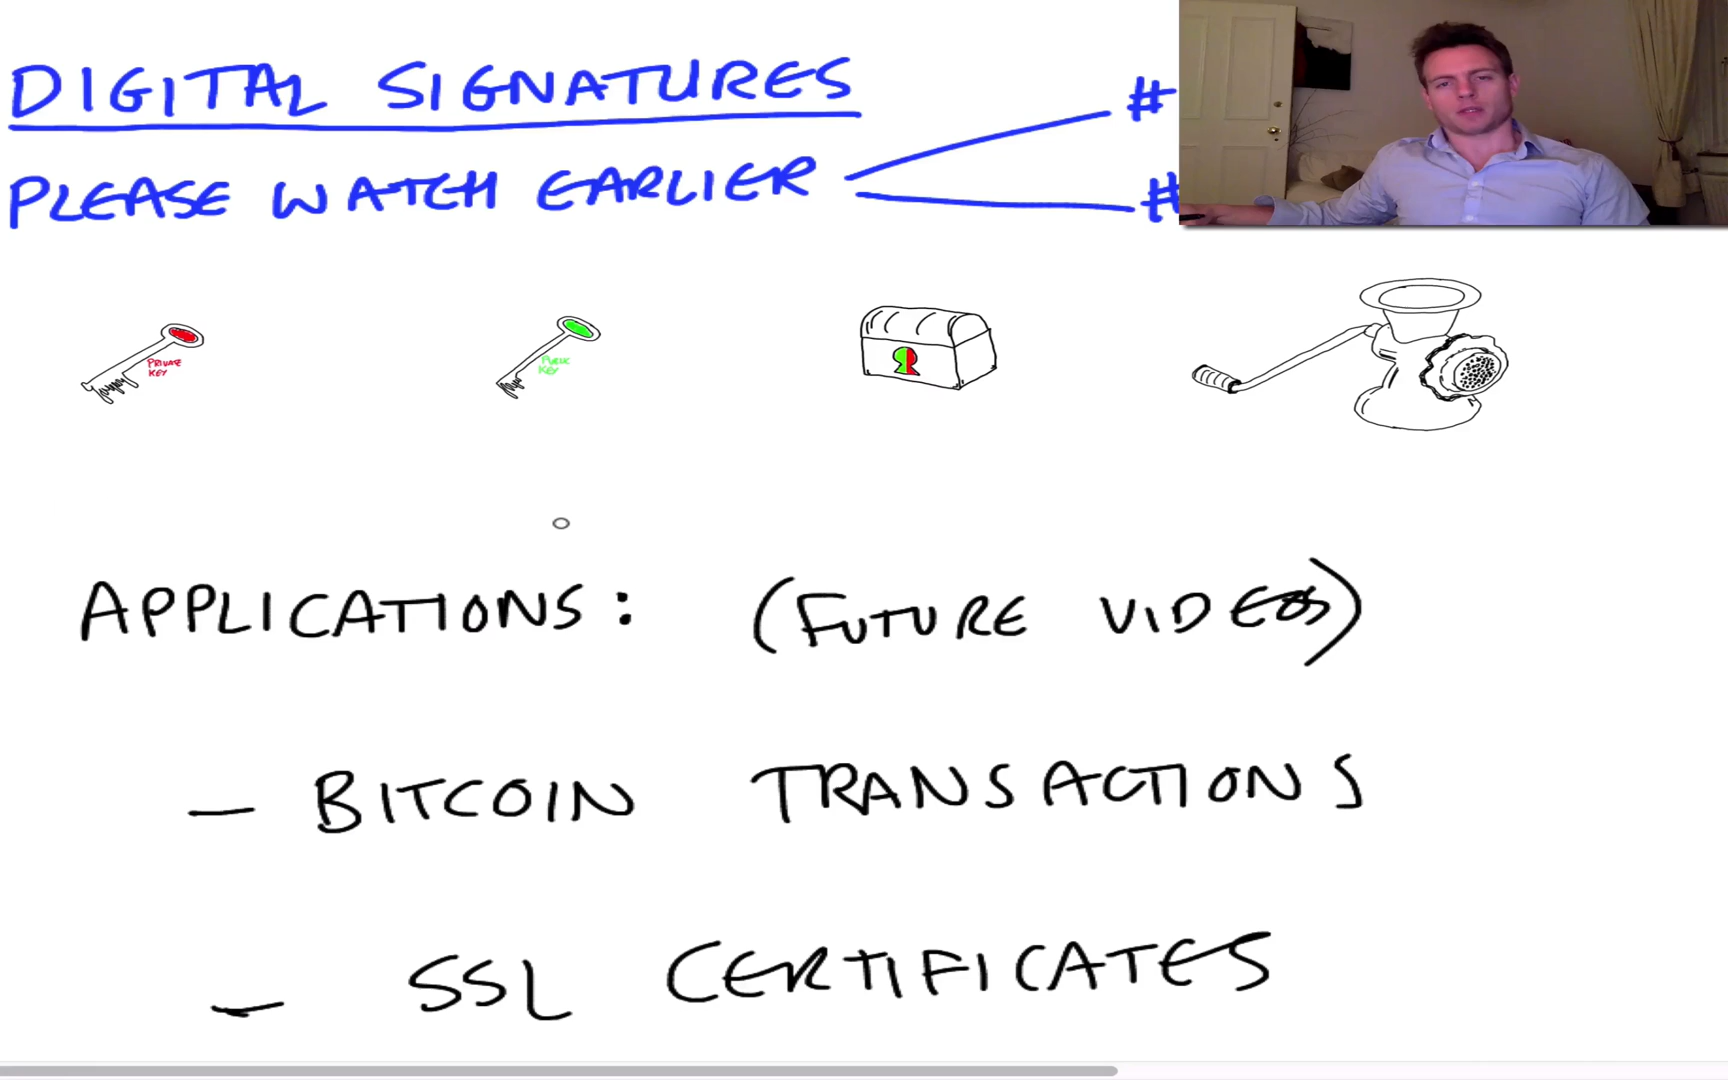 DIGITAL SIGNATURES
PLEASE WATCH EARLIER
#
#
PRIVATE
KEY
PUBLIC
KEY
APPLICATIONS: (FUTURE VIDEOS)
- BITCOIN TRANSACTIONS
- SSL CERTIFICATES